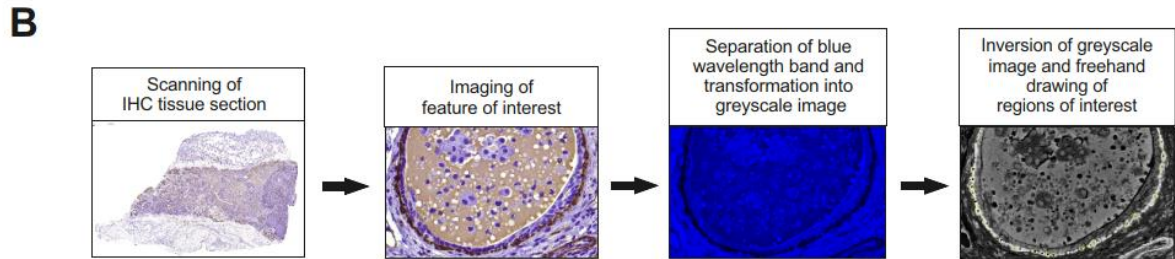 B
Scanning of
IHC tissue section
Imaging of
feature of interest
Separation of blue
wavelength band and
transformation into
greyscale image
Inversion of greyscale
image and freehand
drawing of
regions of interest